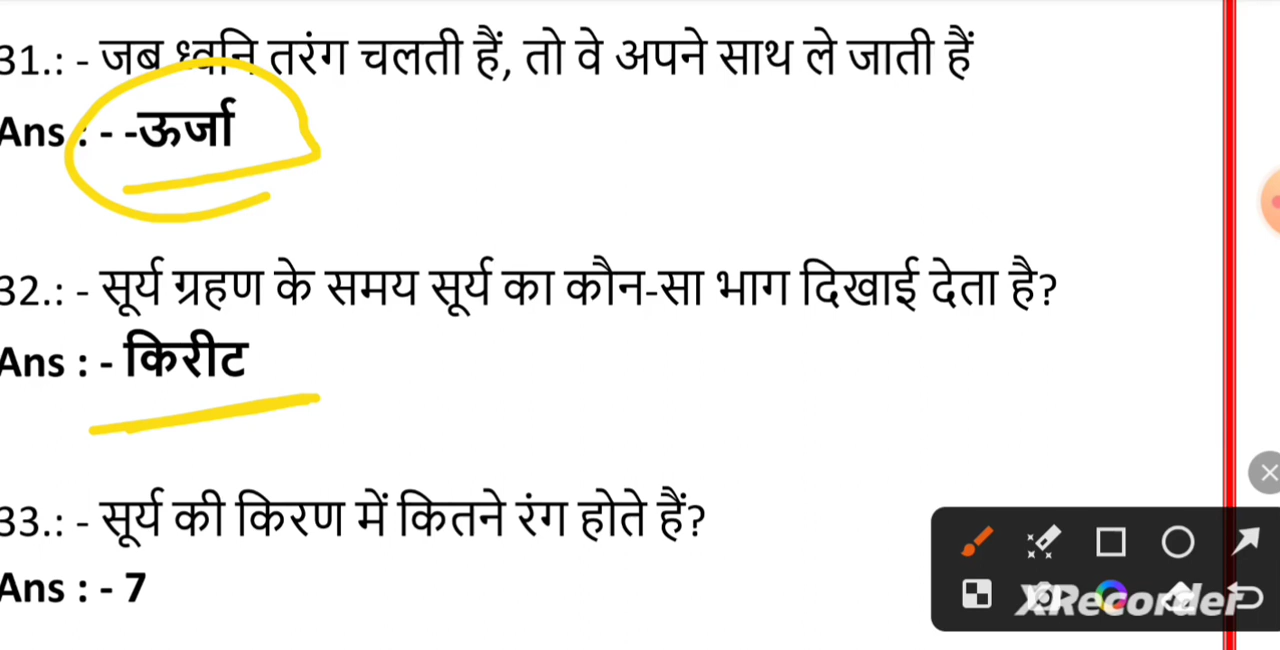 31.: - जब ध्वनि तरंग चलती हैं, तो वे अपने साथ ले जाती हैं
Ans : - -ऊर्जा
32.: - सूर्य ग्रहण के समय सूर्य का कौन-सा भाग दिखाई देता है?
Ans : - किरीट
33.: - सूर्य की किरण में कितने रंग होते हैं?
Ans : - 7
XRecorder